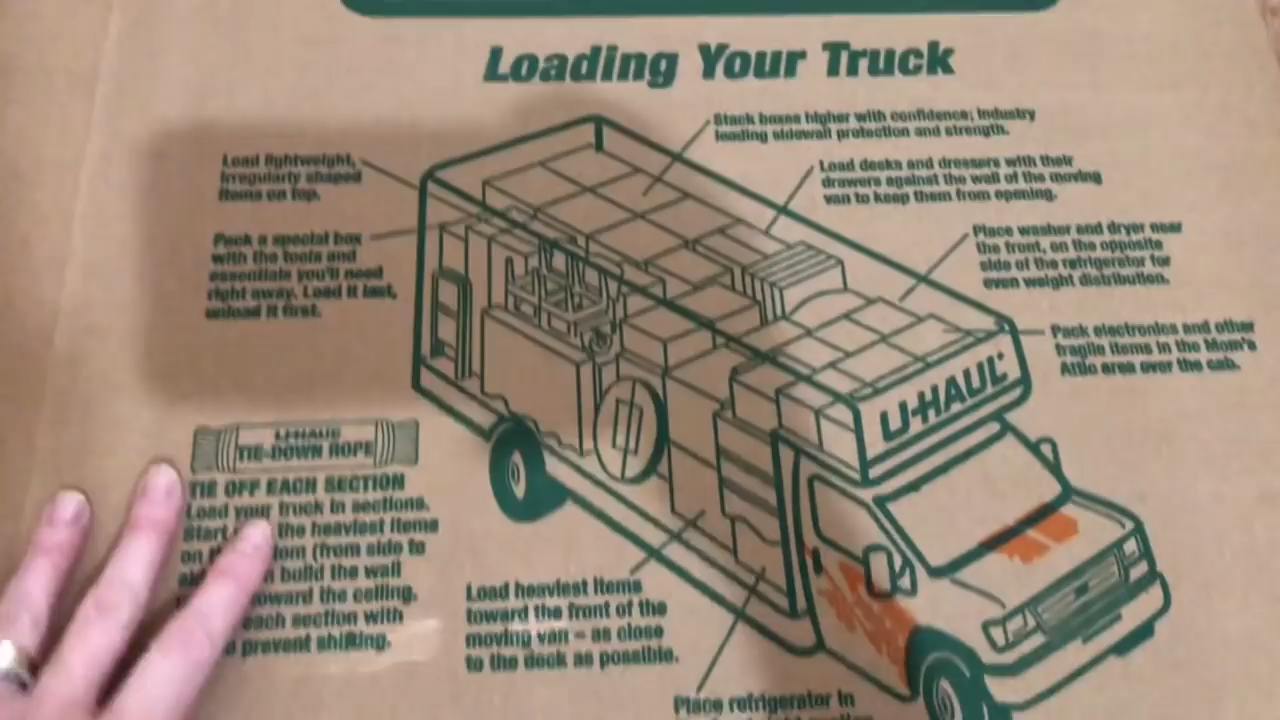 Loading Your Truck
Stack boxes higher with confidence; industry
leading sidewall protection and strength.
Load lightweight,
irregularly shaped
items on top.
Load desks and dressers with their
drawers against the wall of the moving
van to keep them from opening.
Pack a special box
with the tools and
essentials you'll need
right away. Load it last,
unload it first.
Place washer and dryer near
the front, on the opposite
side of the refrigerator for
even weight distribution.
Pack electronics and other
fragile items in the Mom's
Attic area over the cab.
U-HAUL
U-HAUL
TIE-DOWN ROPE
TIE OFF EACH SECTION
Load your truck in sections.
Start the heaviest items
on (from side to
build the wall
toward the ceiling.
each section with
prevent shifting.
Load heaviest items
toward the front of the
moving van – as close
to the deck as possible.
Place refrigerator in